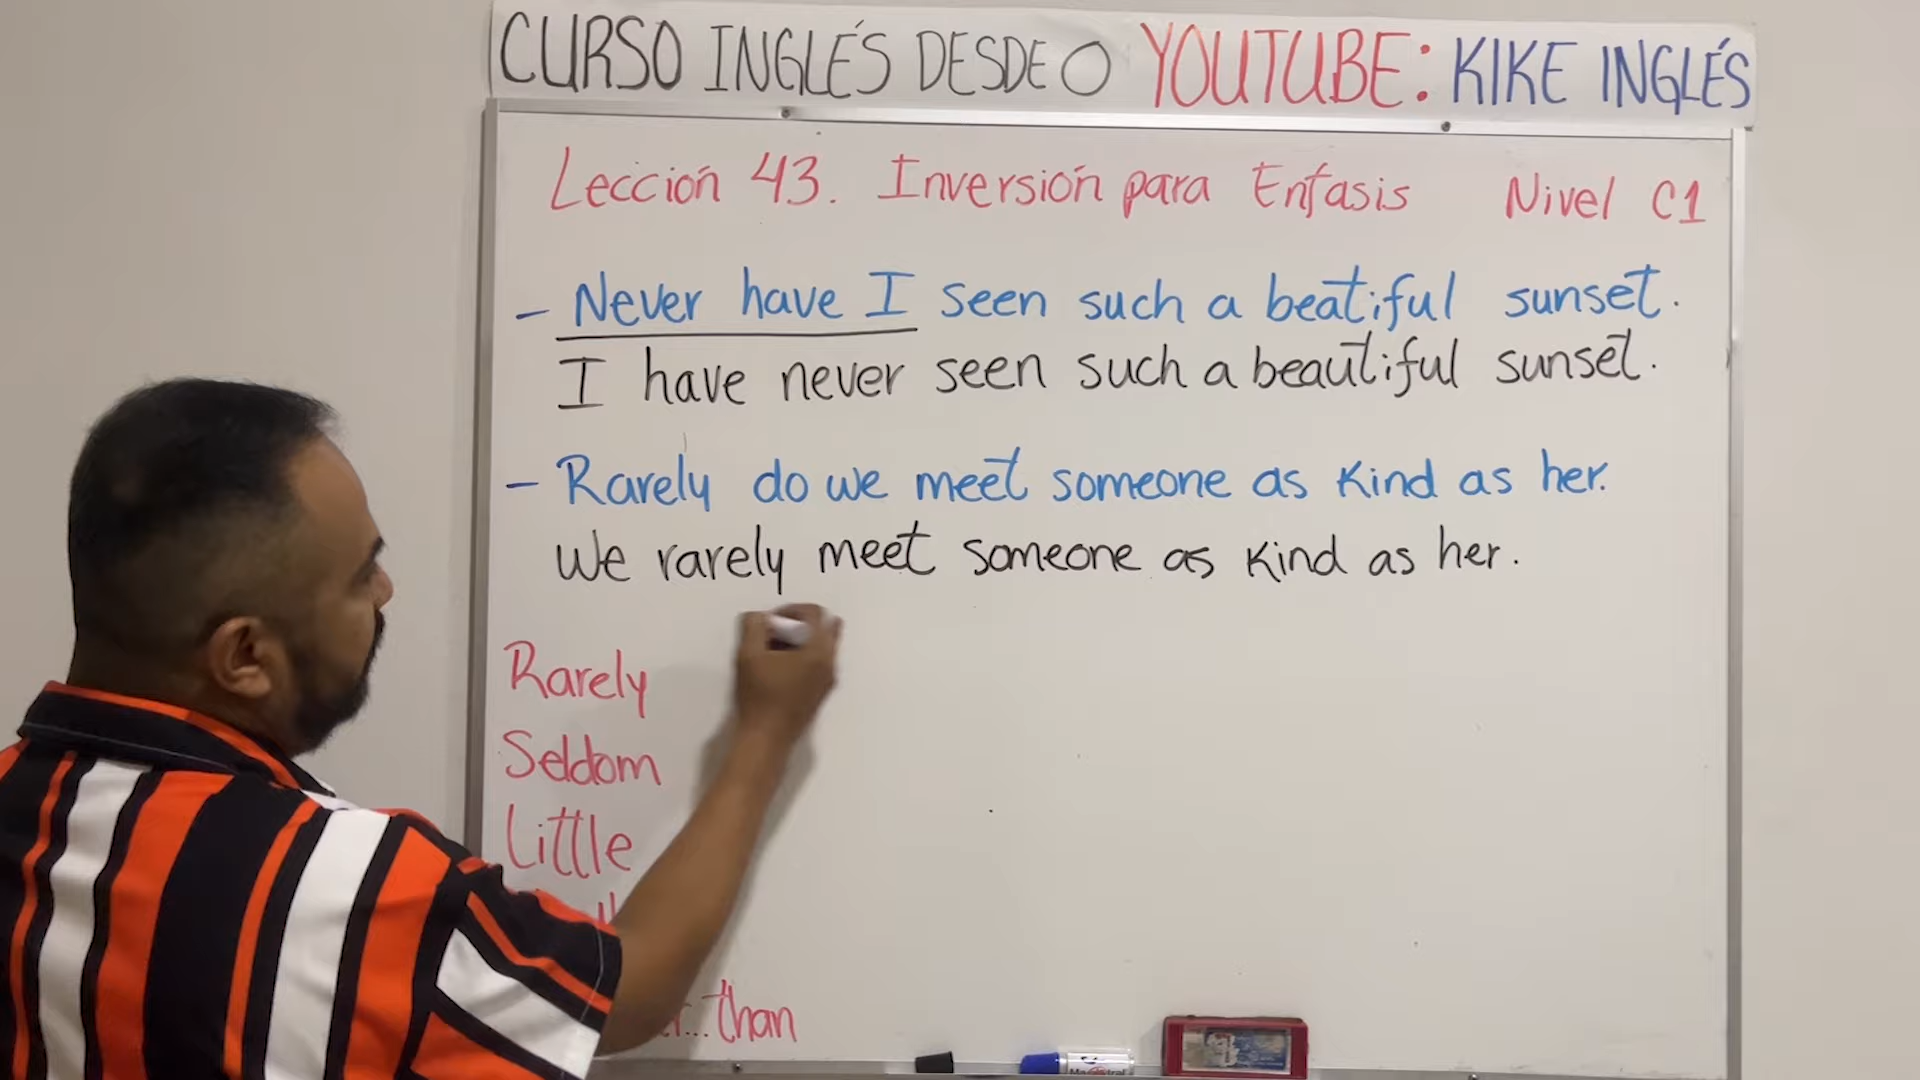 CURSO INGLÉS DESDE 0 YOUTUBE: KIKE INGLÉS
Lección 43. Inversión para Enfasis Nivel C1
- Never have I seen such a beatiful sunset.
I have never seen such a beautiful sunset.
- Rarely do we meet someone as kind as her.
We rarely meet someone as kind as her.
Rarely
Seldom
Little
...than